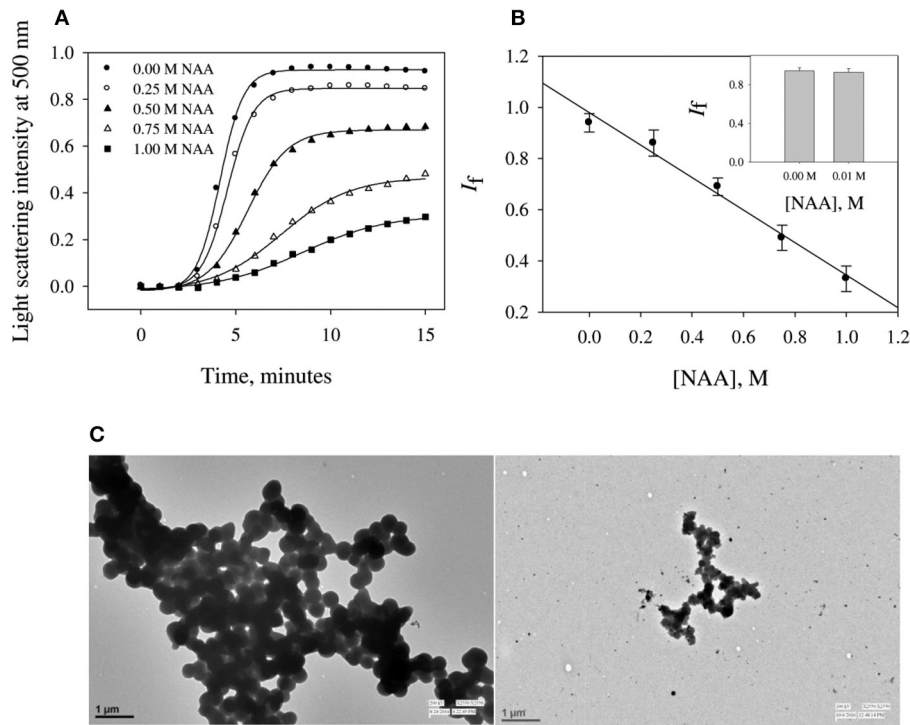 A
Light scattering intensity at 500 nm
1.0
0.8
0.6
0.4
0.2
0.0
0.00 M NAA
0.25 M NAA
0.50 M NAA
0.75 M NAA
1.00 M NAA
0
5
10
15
Time, minutes
B
If
1.2
1.0
0.8
0.6
0.4
0.2
0.0
0.2
0.4
0.6
0.8
1.0
1.2
[NAA], M
If
0.8
0.4
0.0
0.00 M
0.01 M
[NAA], M
C
1 µm
1 µm